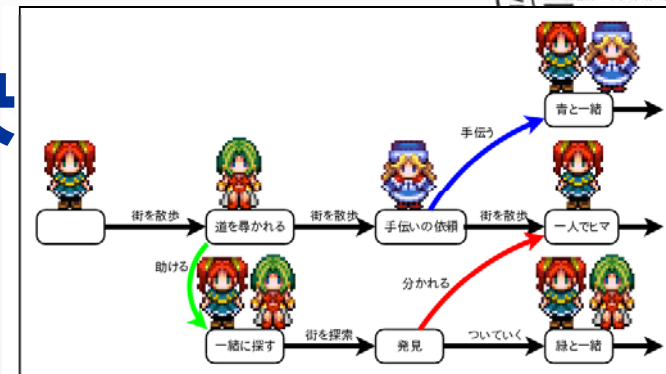 青と一緒
手伝う
街を散歩
道を尋かれる
街を散歩
手伝いの依頼
街を散歩
一人でヒマ
助ける
分かれる
一緒に探す
街を探索
発見
ついていく
緑と一緒